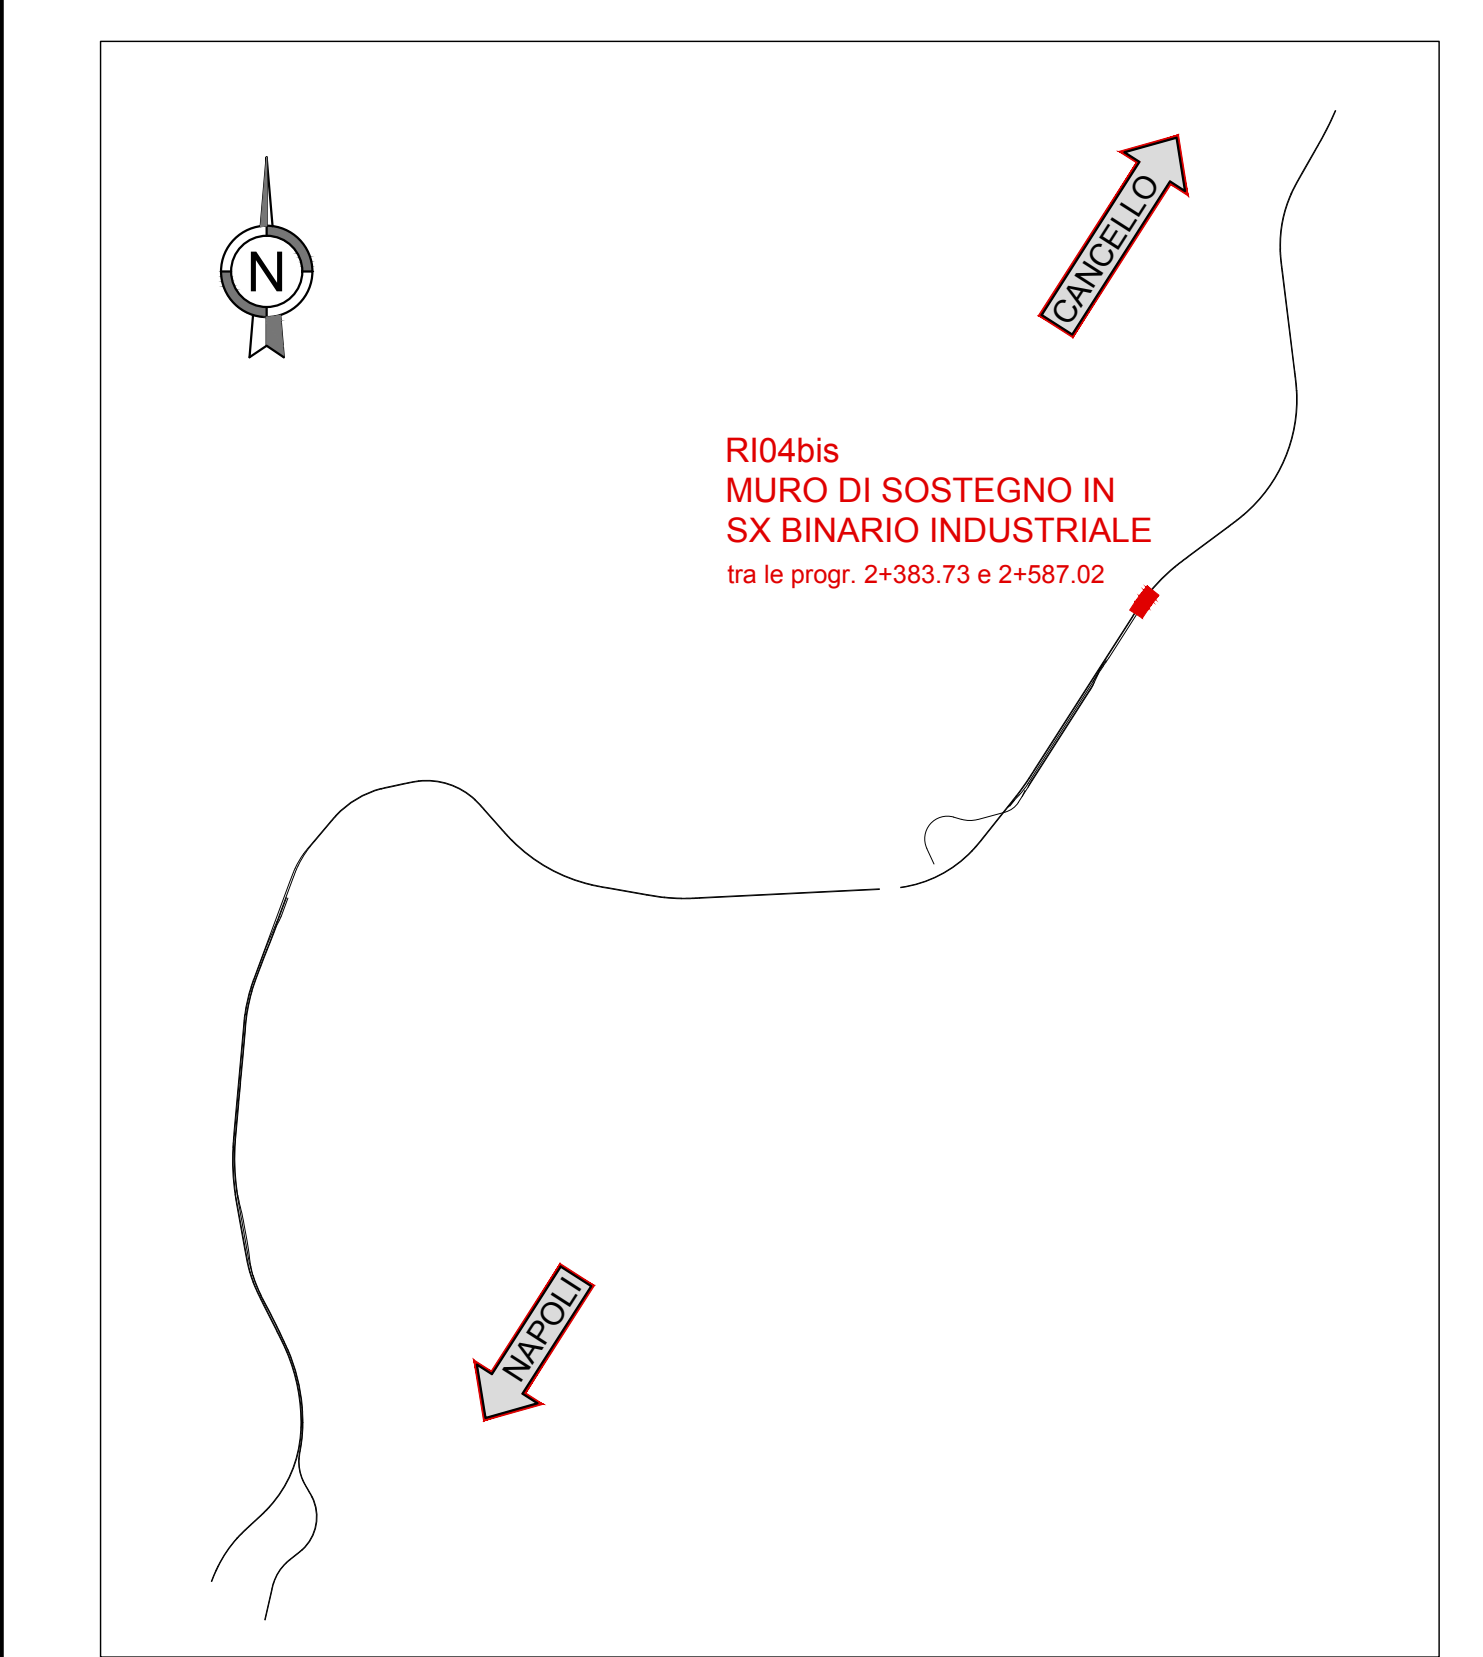 N
CANCELLO
RI04bis
MURO DI SOSTEGNO IN
SX BINARIO INDUSTRIALE
tra le progr. 2+383.73 e 2+587.02
NAPOLI